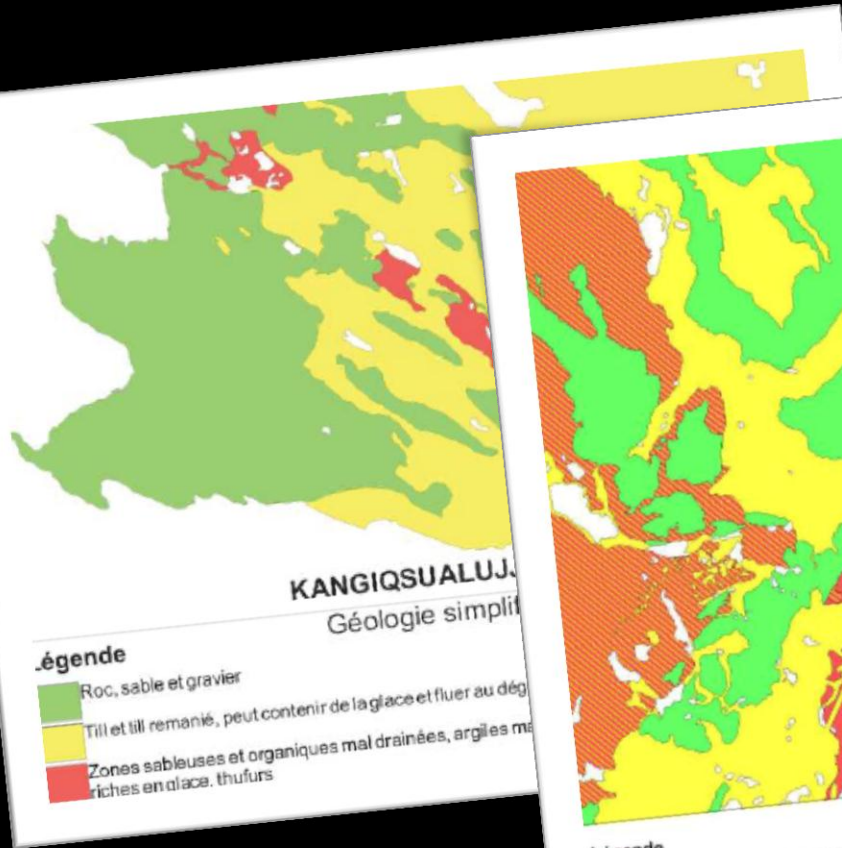 KANGIQSUALUJJ
Géologie simplif
Légende
Roc, sable et gravier
Till et till remanié, peut contenir de la glace et fluer au dég
Zones sableuses et organiques mal drainées, argiles ma
riches en glace, thufurs